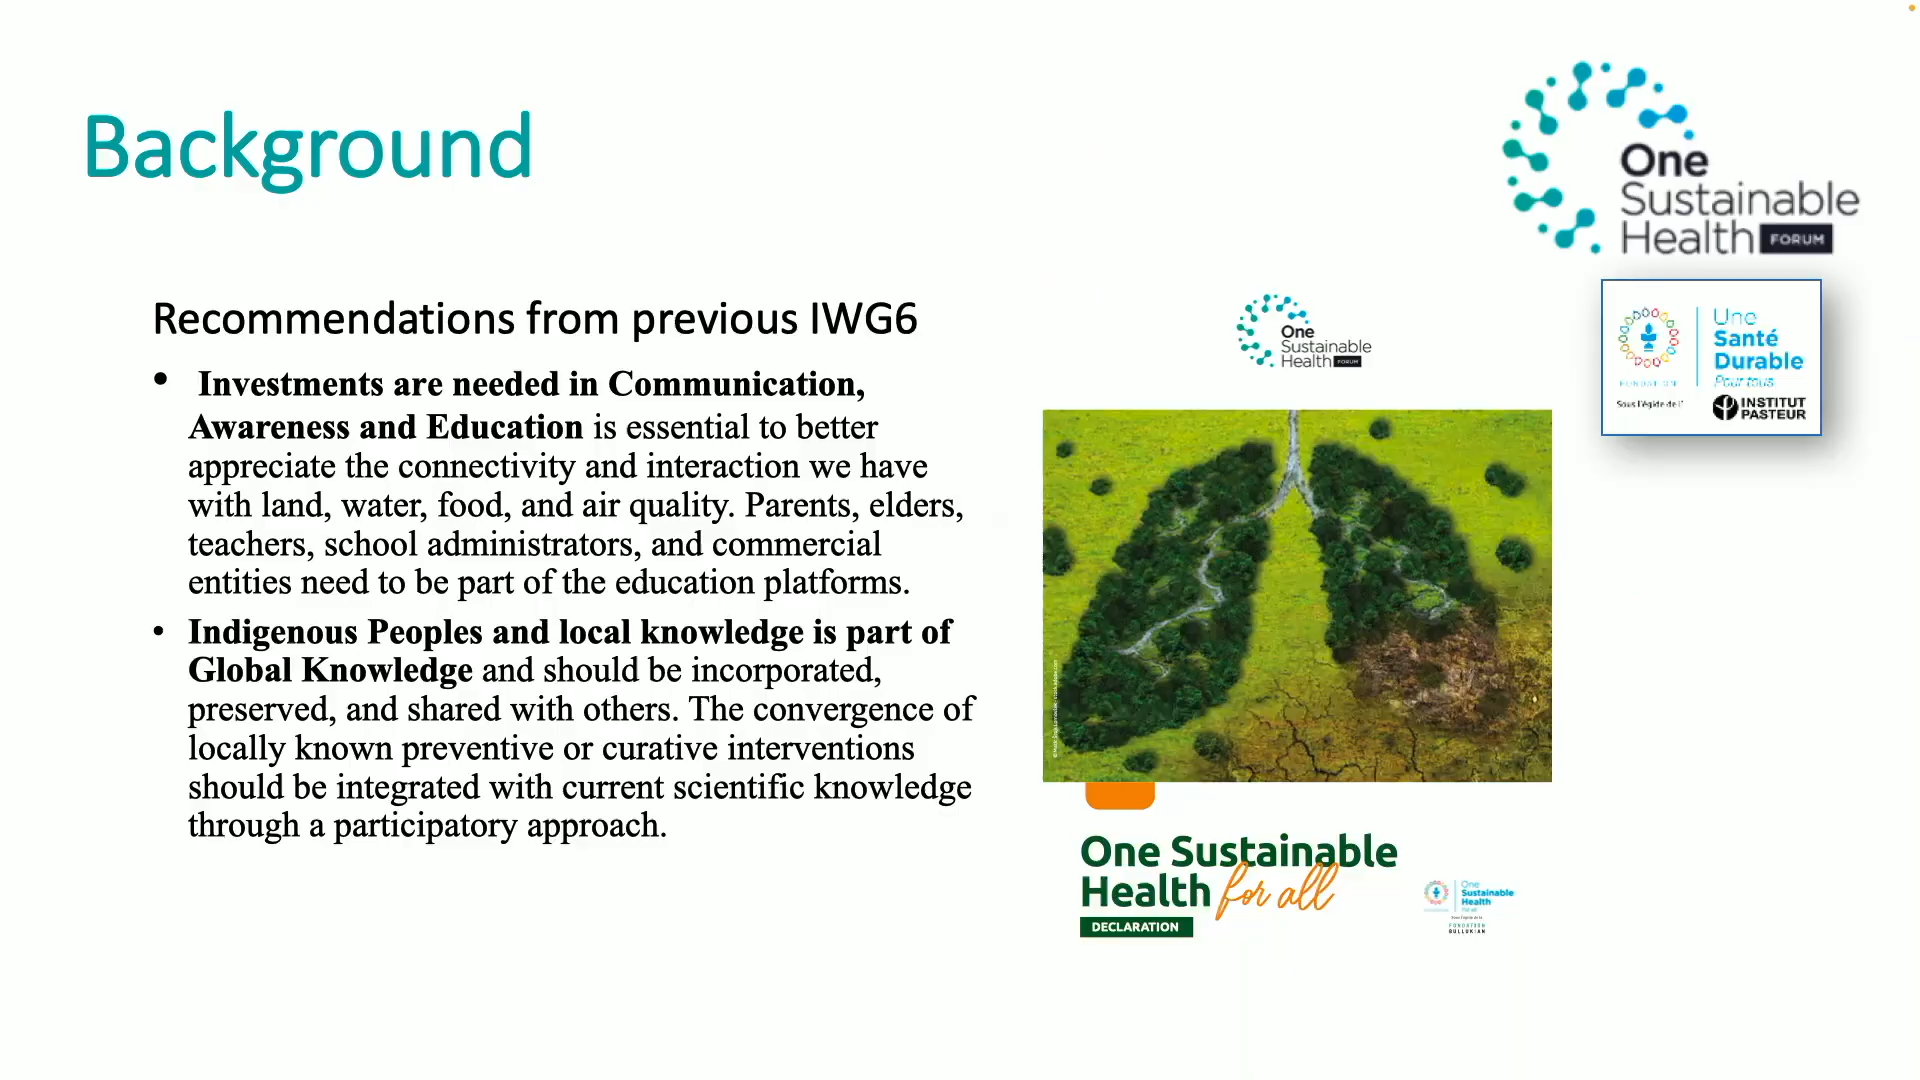 Background
One
Sustainable
Health FORUM
Recommendations from previous IWG6
• Investments are needed in Communication,
Awareness and Education is essential to better
appreciate the connectivity and interaction we have
with land, water, food, and air quality. Parents, elders,
teachers, school administrators, and commercial
entities need to be part of the education platforms.
• Indigenous Peoples and local knowledge is part of
Global Knowledge and should be incorporated,
preserved, and shared with others. The convergence of
locally known preventive or curative interventions
should be integrated with current scientific knowledge
through a participatory approach.
One
Sustainable
Health FORUM
Une
Santé
Durable
Pour tous
FONDATION
Sous l'égide de l'
INSTITUT
PASTEUR
One Sustainable
Health for all
DECLARATION
One
Sustainable
Health
For all
Sous l'égide de la
FONDATION
BULLUKIAN